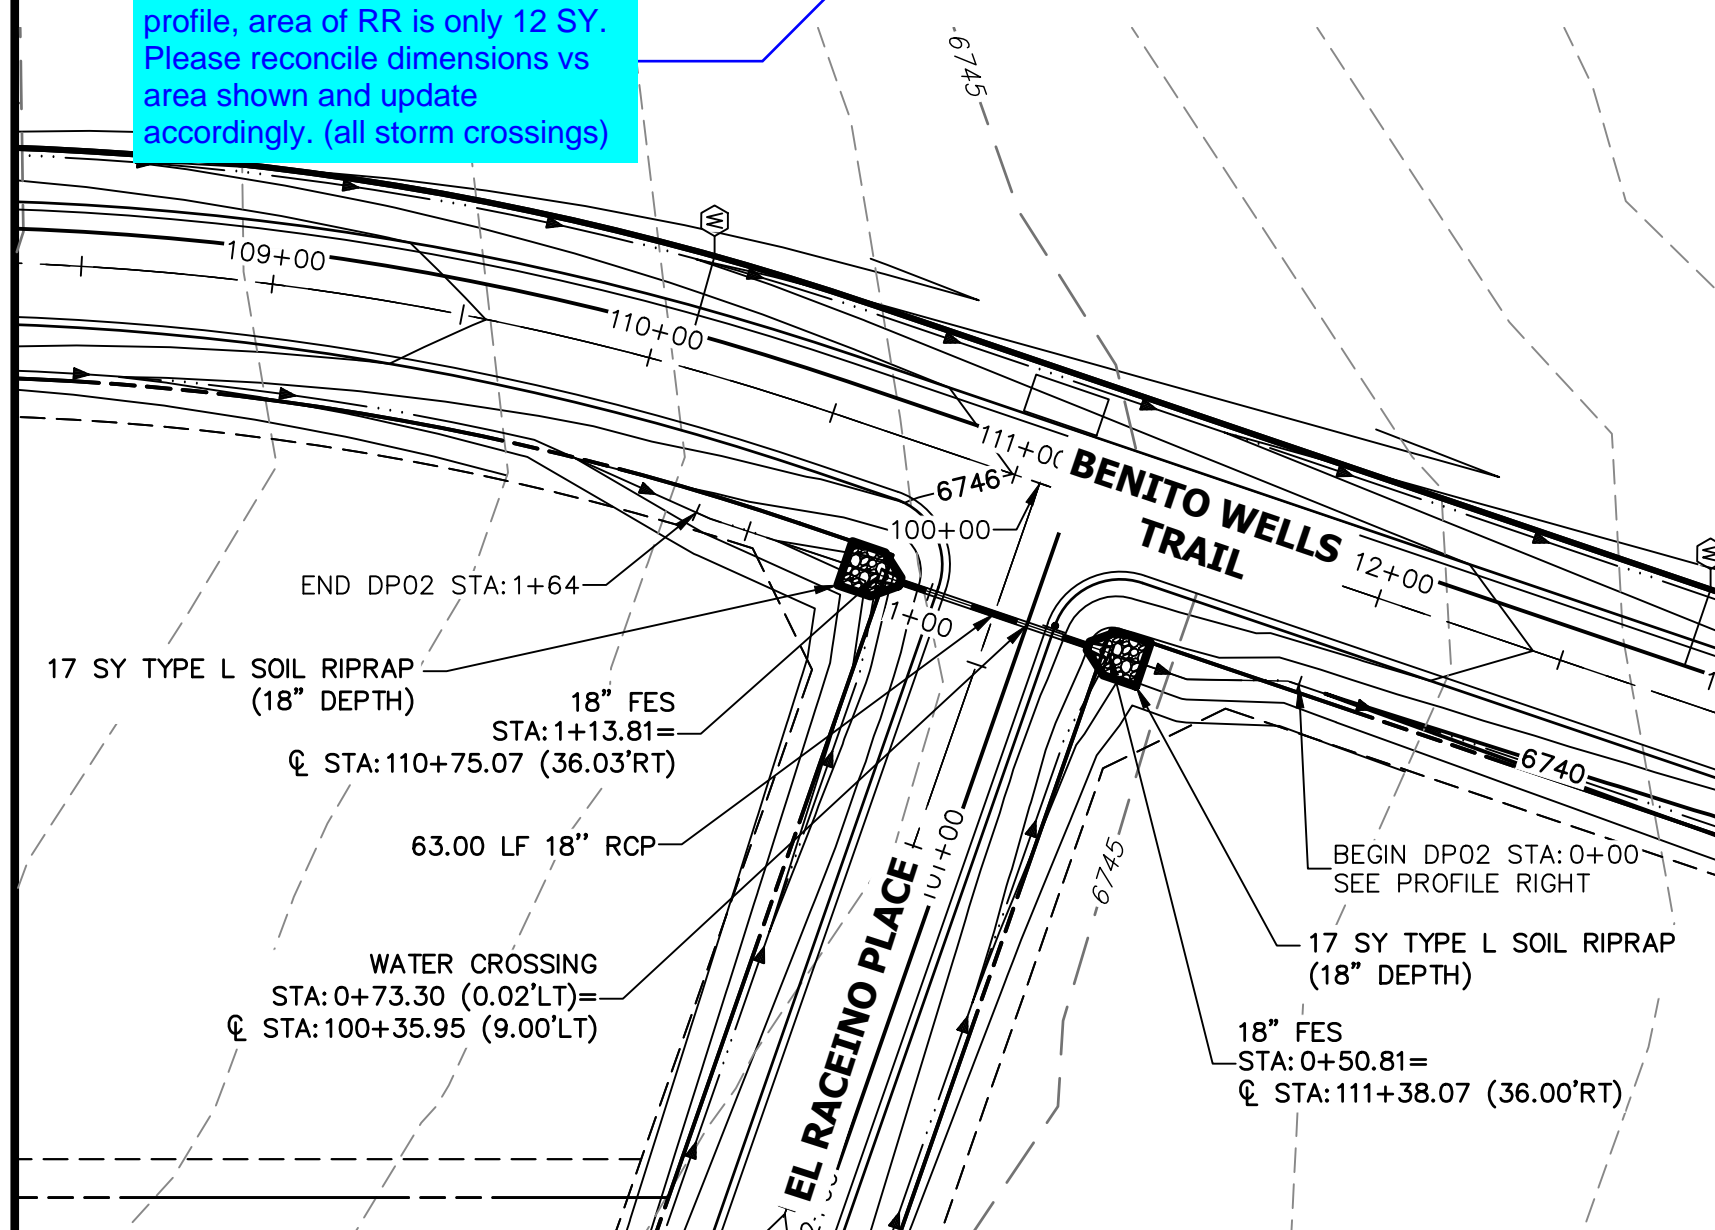 profile, area of RR is only 12 SY.
Please reconcile dimensions vs
area shown and update
accordingly. (all storm crossings)
6745
W
109+00
110+00
111+00
6746
100+00
BENITO WELLS
TRAIL
W
12+00
END DP02 STA:1+64
1+00
17 SY TYPE L SOIL RIPRAP
(18" DEPTH)
18" FES
STA:1+13.81=
℄ STA:110+75.07 (36.03'RT)
6740
63.00 LF 18'' RCP
101+00
6745
BEGIN DP02 STA:0+00
SEE PROFILE RIGHT
17 SY TYPE L SOIL RIPRAP
(18" DEPTH)
WATER CROSSING
STA:0+73.30 (0.02'LT)=
℄ STA:100+35.95 (9.00'LT)
EL RACEINO PLACE
18" FES
STA:0+50.81=
℄ STA:111+38.07 (36.00'RT)